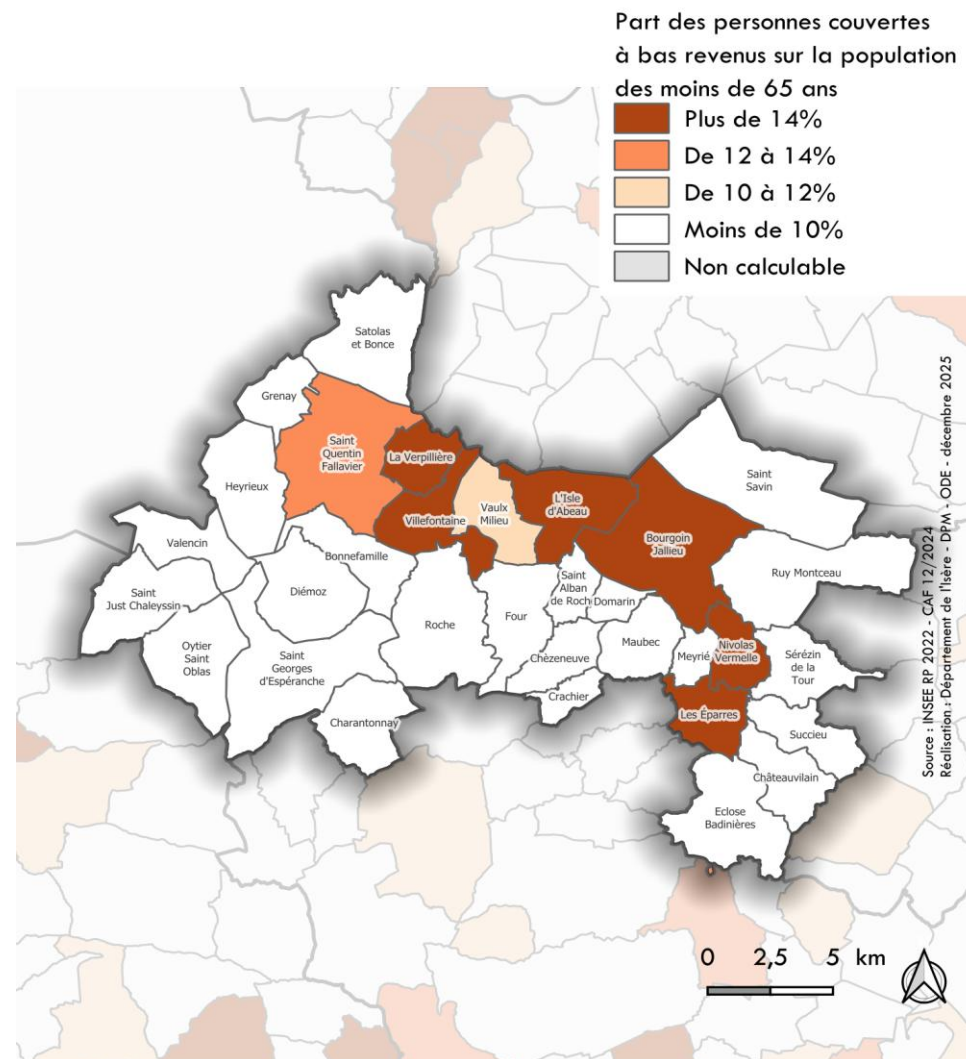 Part des personnes couvertes
à bas revenus sur la population
des moins de 65 ans
Plus de 14%
De 12 à 14%
De 10 à 12%
Moins de 10%
Non calculable
Satolas
et Bonce
Grenay
Saint
Quentin
Fallavier
La Verpillière
Heyrieux
Villefontaine
Vaulx
Milieu
L'Isle
d'Abeau
Saint
Savin
Bourgoin
Jallieu
Valencin
Bonnefamille
Ruy Montceau
Saint
Just Chaleyssin
Diémoz
Roche
Four
Saint
Alban
de Roche
Domarin
Maubec
Meyrié
Nivolas
Vermelle
Sérézin
de la
Tour
Oytier
Saint
Oblas
Saint
Georges
d'Espéranche
Chèzeneuve
Crachier
Charantonnay
Les Éparres
Succieu
Châteauvilain
Eclose
Badinières
Source : INSEE RP 2022 - CAF 12/2024
Réalisation : Département de l'Isère - DPM - ODE - décembre 2025
0 2,5 5 km